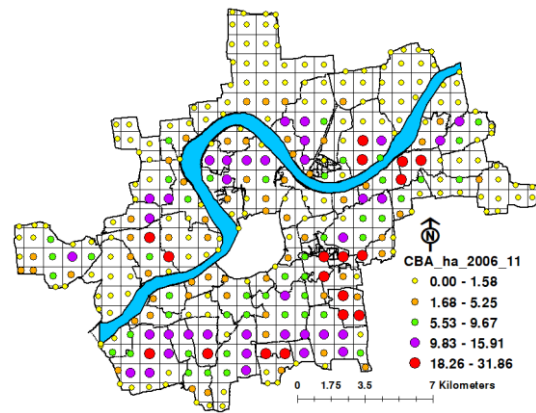 N
CBA_ha_2006_11
0.00 - 1.58
1.68 - 5.25
5.53 - 9.67
9.83 - 15.91
18.26 - 31.86
0 1.75 3.5 7 Kilometers